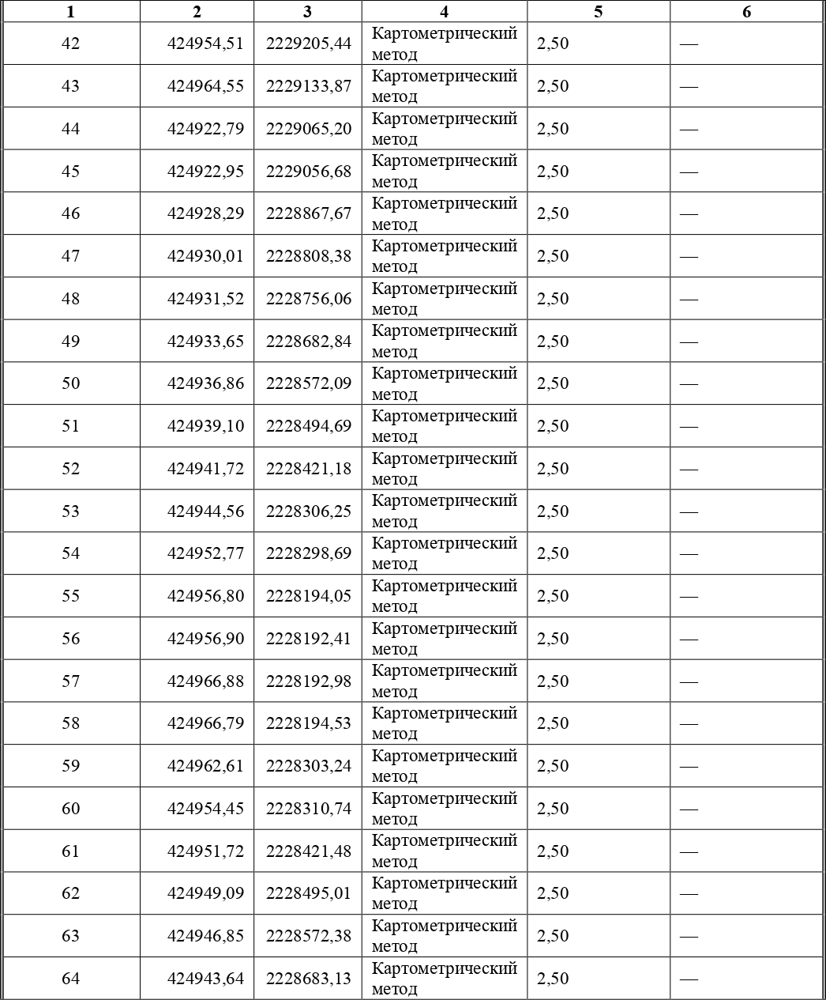 1 2 3 4 5 6
42 424954,51 2229205,44 Картометрический метод 2,50 —
43 424964,55 2229133,87 Картометрический метод 2,50 —
44 424922,79 2229065,20 Картометрический метод 2,50 —
45 424922,95 2229056,68 Картометрический метод 2,50 —
46 424928,29 2228867,67 Картометрический метод 2,50 —
47 424930,01 2228808,38 Картометрический метод 2,50 —
48 424931,52 2228756,06 Картометрический метод 2,50 —
49 424933,65 2228682,84 Картометрический метод 2,50 —
50 424936,86 2228572,09 Картометрический метод 2,50 —
51 424939,10 2228494,69 Картометрический метод 2,50 —
52 424941,72 2228421,18 Картометрический метод 2,50 —
53 424944,56 2228306,25 Картометрический метод 2,50 —
54 424952,77 2228298,69 Картометрический метод 2,50 —
55 424956,80 2228194,05 Картометрический метод 2,50 —
56 424956,90 2228192,41 Картометрический метод 2,50 —
57 424966,88 2228192,98 Картометрический метод 2,50 —
58 424966,79 2228194,53 Картометрический метод 2,50 —
59 424962,61 2228303,24 Картометрический метод 2,50 —
60 424954,45 2228310,74 Картометрический метод 2,50 —
61 424951,72 2228421,48 Картометрический метод 2,50 —
62 424949,09 2228495,01 Картометрический метод 2,50 —
63 424946,85 2228572,38 Картометрический метод 2,50 —
64 424943,64 2228683,13 Картометрический метод 2,50 —